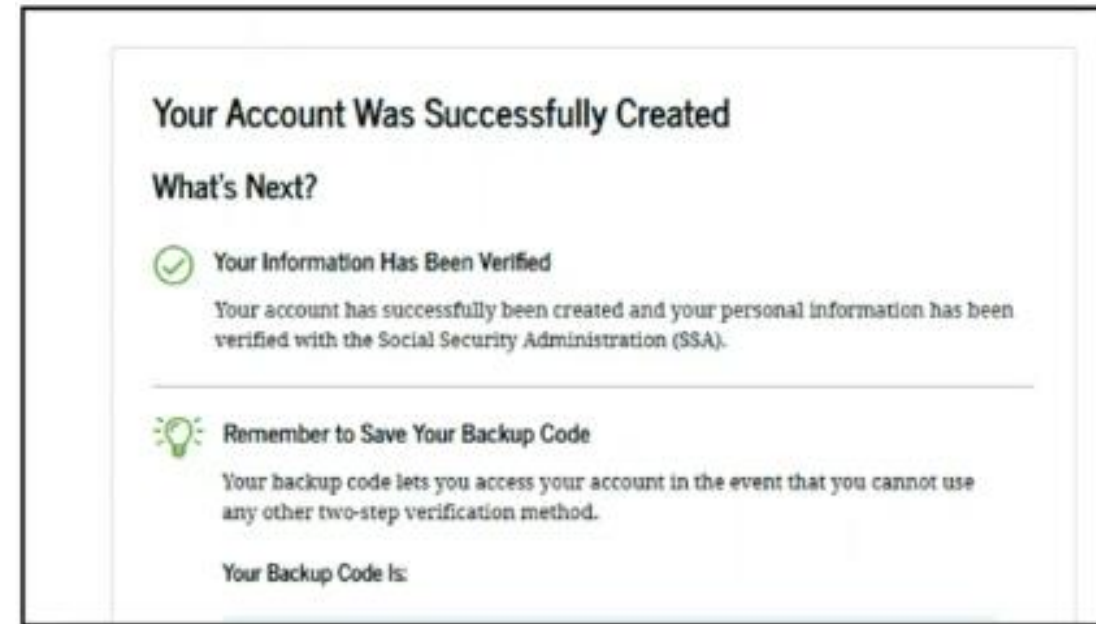 Your Account Was Successfully Created
What's Next?
Your Information Has Been Verified
Your account has successfully been created and your personal information has been
verified with the Social Security Administration (SSA).
Remember to Save Your Backup Code
Your backup code lets you access your account in the event that you cannot use
any other two-step verification method.
Your Backup Code Is: